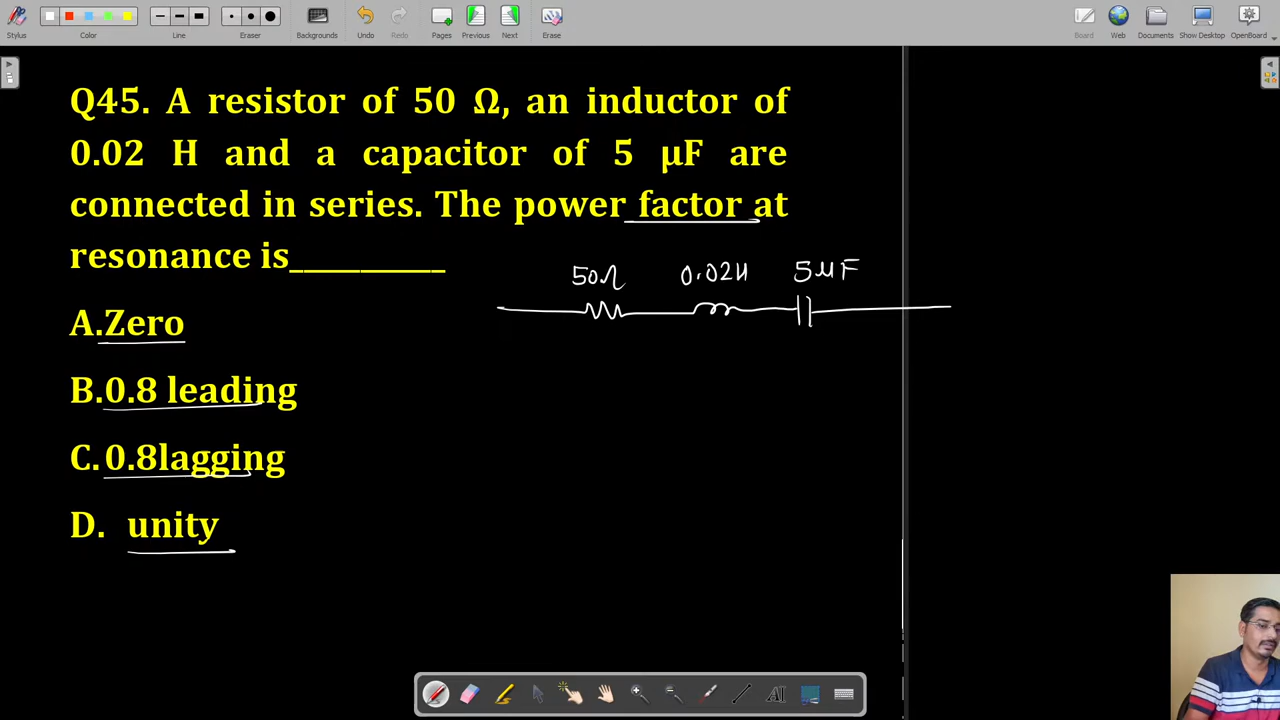 Stylus
Color
Line
Eraser
Backgrounds
Undo
Redo
Pages
Previous
Next
Erase
Board
Web
Documents
Show Desktop
OpenBoard
Q45. A resistor of 50 Ω, an inductor of
0.02 H and a capacitor of 5 μF are
connected in series. The power factor at
resonance is__________
50Ω 0.02H 5μF
A.Zero
B.0.8 leading
C.0.8lagging
D. unity
AI